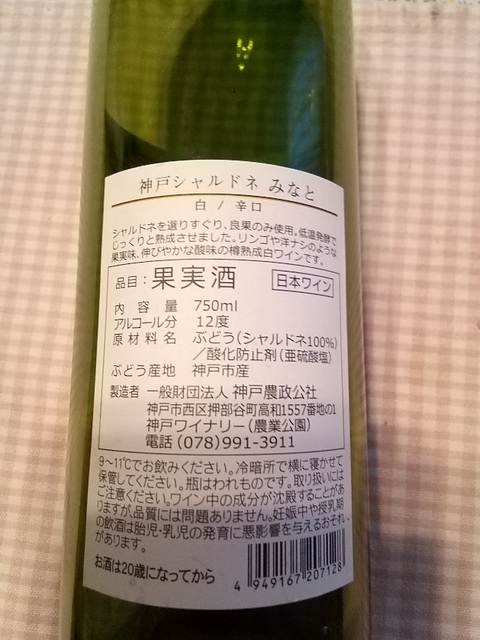 神戸シャルドネ みなと
白 / 辛口
シャルドネを選りすぐり、良果のみ使用。低温発酵で
じっくりと熟成させました。リンゴや洋ナシのような
果実味、伸びやかな酸味の樽熟成白ワインです。
品目：果実酒 日本ワイン
内容量 750ml
アルコール分 12度
原材料名 ぶどう（シャルドネ100%）
／酸化防止剤（亜硫酸塩）
ぶどう産地 神戸市産
製造者 一般財団法人 神戸農政公社
神戸市西区押部谷町高和1557番地の1
神戸ワイナリー（農業公園）
電話（078）991-3911
9～11℃でお飲みください。冷暗所で横に寝かせて
保管してください。瓶はわれものです。取り扱いには
ご注意ください。ワイン中の成分が沈殿することがあ
りますが、品質には問題ありません。妊娠中や授乳期
の飲酒は胎児・乳児の発育に悪影響を与えるおそれ
があります。
お酒は20歳になってから
4 949167 207128